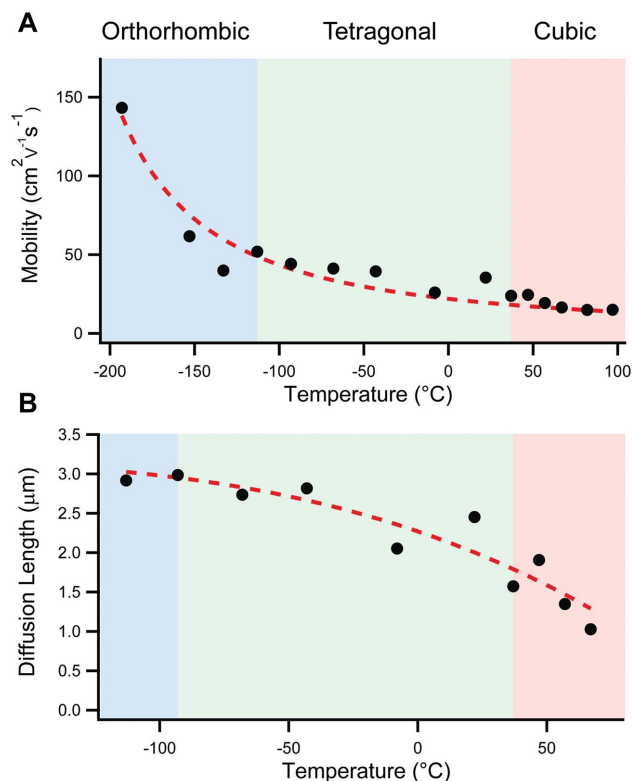 A
Orthorhombic Tetragonal Cubic
Mobility (cm²V⁻¹s⁻¹)
150
100
50
0
-200 -150 -100 -50 0 50 100
Temperature (°C)
B
Diffusion Length (μm)
3.5
3.0
2.5
2.0
1.5
1.0
0.5
0.0
-100 -50 0 50
Temperature (°C)